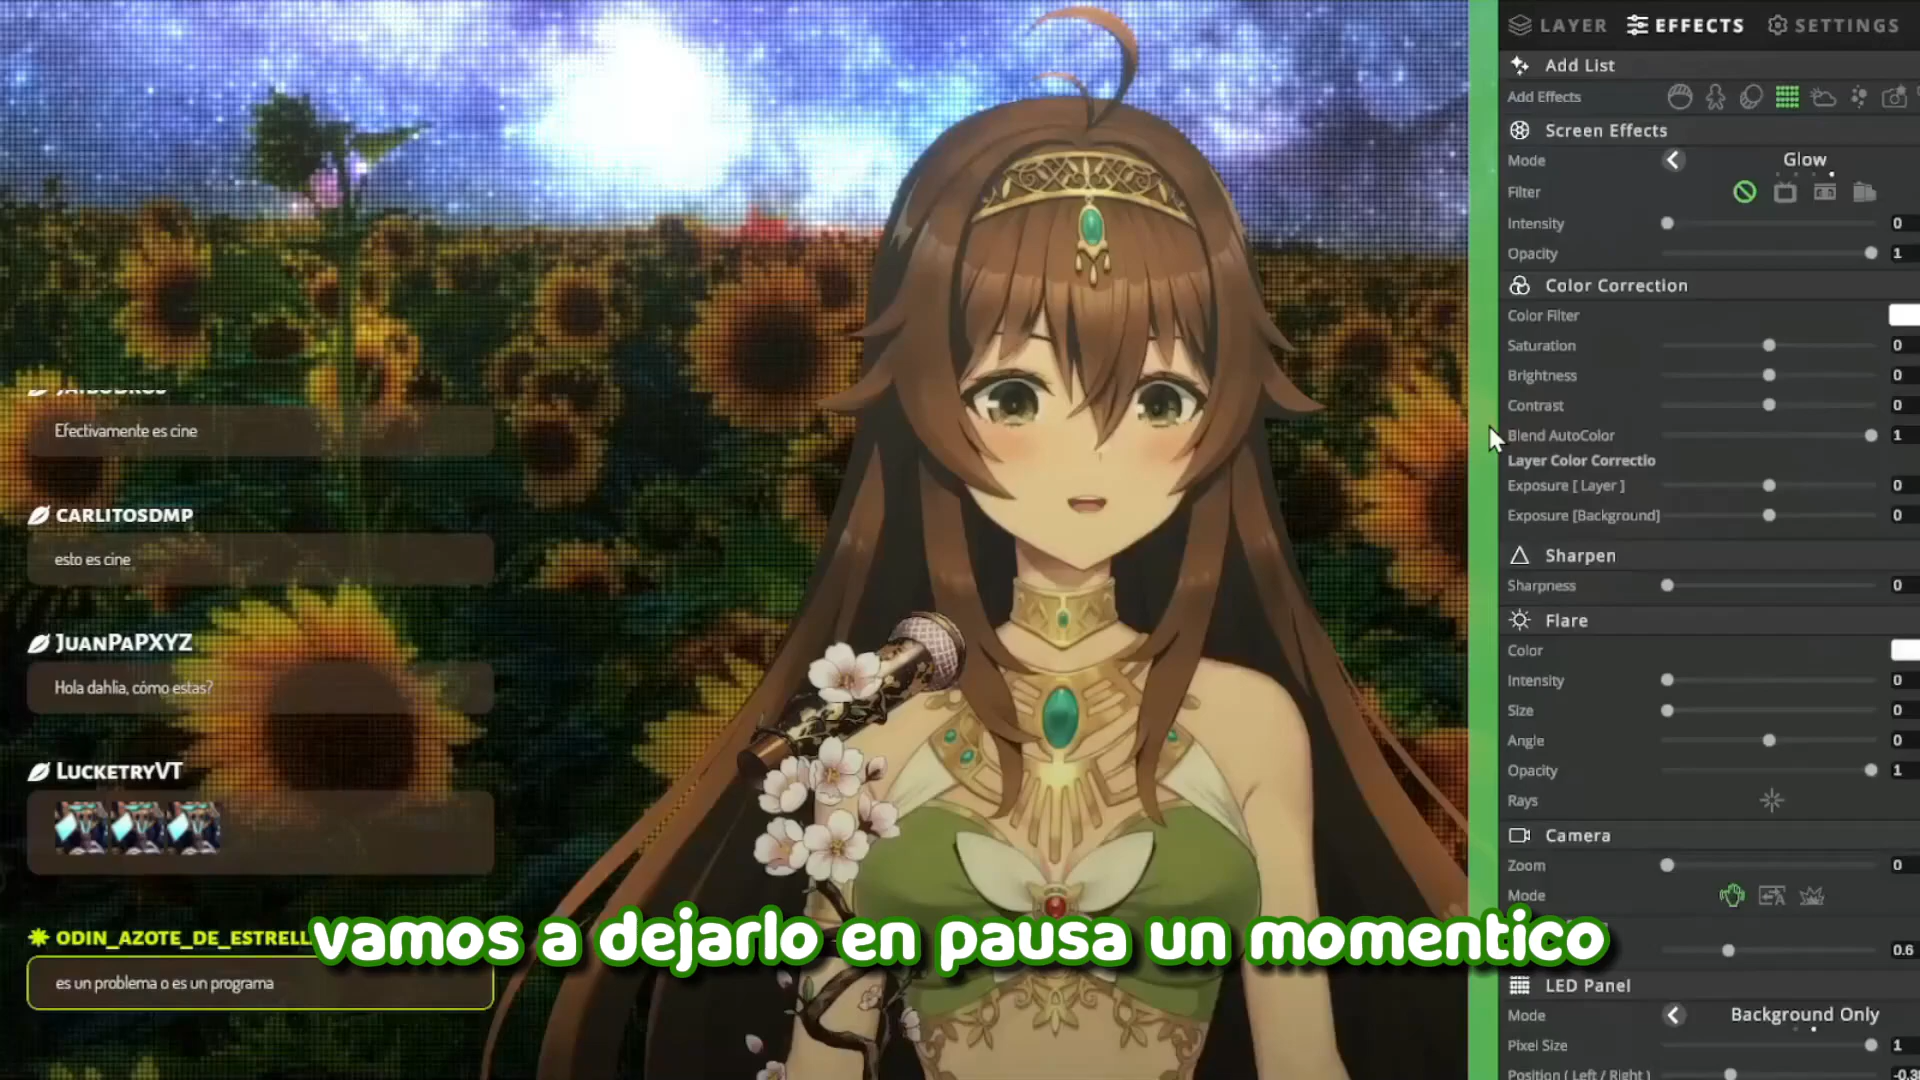 Efectivamente es cine
CARLITOSDMP
esto es cine
JUANPAPXYZ
Hola dahlia, cómo estas?
LUCKETRYVT
ODIN_AZOTE_DE_ESTRELL
es un problema o es un programa
vamos a dejarlo en pausa un momentico
LAYER EFFECTS SETTINGS
Add List
Add Effects
Screen Effects
Mode Glow
Filter
Intensity 0
Opacity 1
Color Correction
Color Filter
Saturation 0
Brightness 0
Contrast 0
Blend AutoColor 1
Layer Color Correctio
Exposure [ Layer ] 0
Exposure [Background] 0
Sharpen
Sharpness 0
Flare
Color
Intensity 0
Size 0
Angle 0
Opacity 1
Rays
Camera
Zoom 0
Mode
0.6
LED Panel
Mode Background Only
Pixel Size 1
Position ( Left / Right )